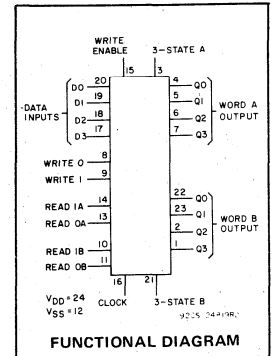 WRITE
ENABLE
3-STATE A
15
3
DATA
INPUTS
D0 20
D1 19
D2 18
D3 17
4 Q0
5 Q1
6 Q2
7 Q3
WORD A
OUTPUT
WRITE 0 8
WRITE 1 9
READ 1A 14
READ 0A 13
READ 1B 10
READ 0B 11
22 Q0
23 Q1
2 Q2
1 Q3
WORD B
OUTPUT
16
21
VDD = 24
VSS = 12
CLOCK
3-STATE B
FUNCTIONAL DIAGRAM